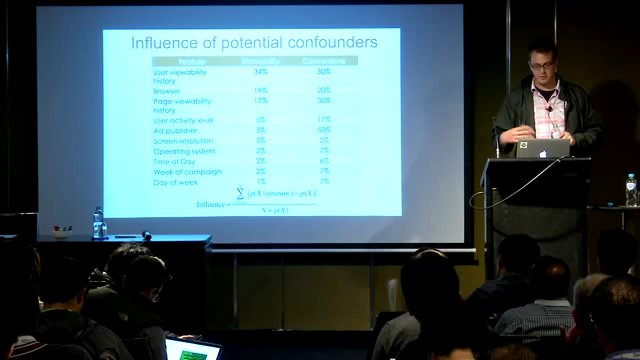 Influence of potential confounders
Feature Viewability Conversions
User viewability 34% 30%
history
Browser 19% 20%
Page viewability 17% 30%
history
User activity level 5% 17%
Ad publisher 3% 50%
Screen resolution 3% 2%
Operating system 2% 7%
Time of Day 2% 6%
Week of campaign 2% 7%
Day of week 1% 7%
Influence =
N × p(X)